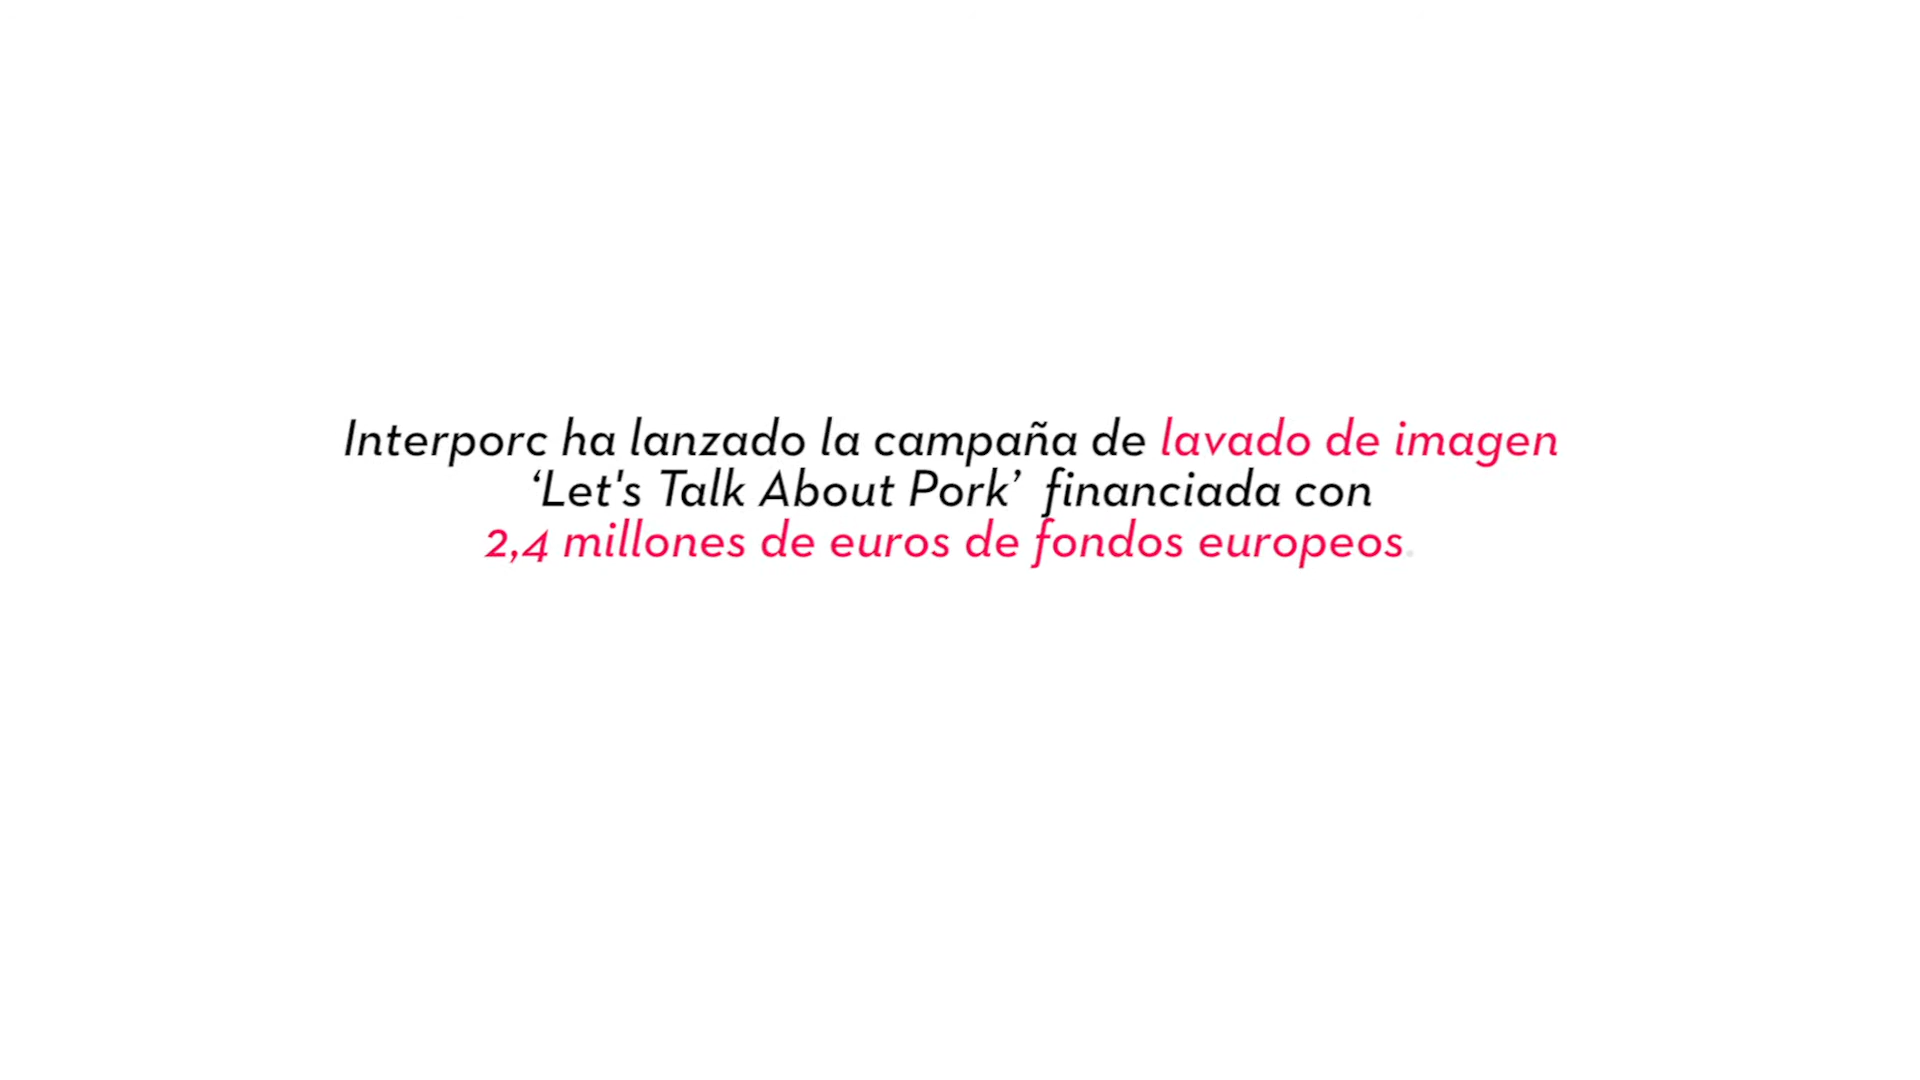 Interporc ha lanzado la campaña de lavado de imagen
‘Let's Talk About Pork’ financiada con
2,4 millones de euros de fondos europeos.